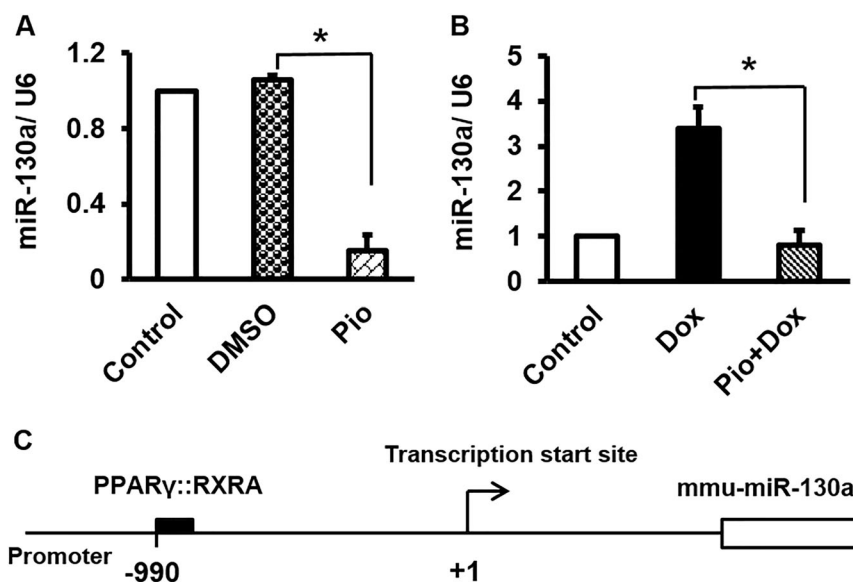 A
miR-130a/ U6
1.2
0.8
0.4
0
*
Control
DMSO
Pio
B
miR-130a/ U6
5
4
3
2
1
0
*
Control
Dox
Pio+Dox
C
Transcription start site
PPARγ::RXRA
mmu-miR-130a
Promoter
-990
+1